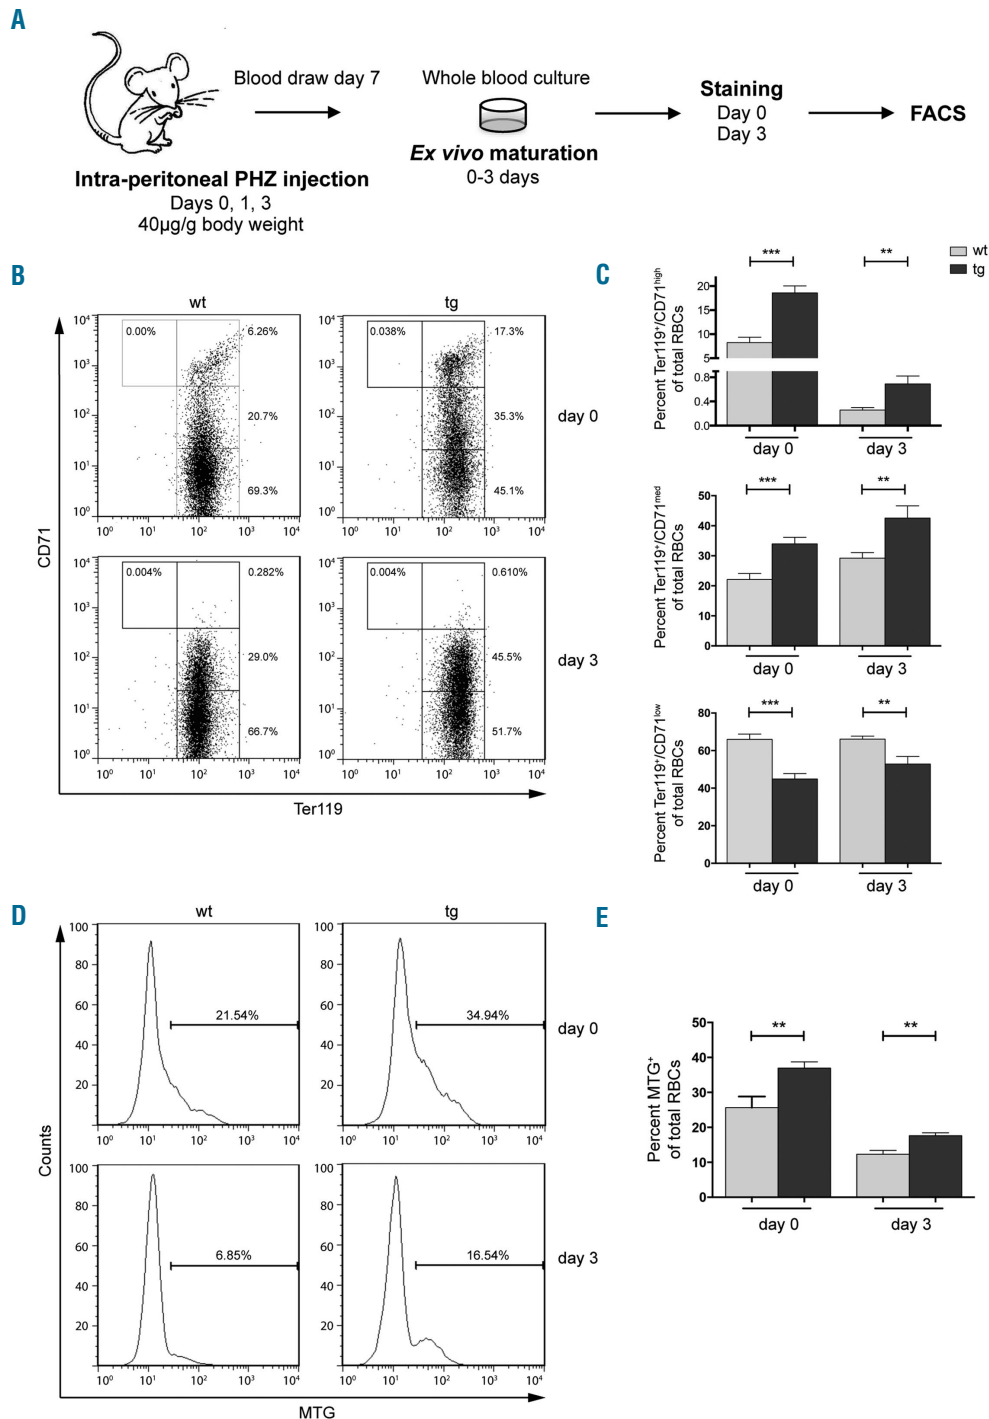 A
Blood draw day 7
Whole blood culture
Staining
Day 0
Day 3
FACS
Ex vivo maturation
0-3 days
Intra-peritoneal PHZ injection
Days 0, 1, 3
40µg/g body weight
B
wt
tg
10⁴
10³
10²
10¹
10⁰
0.00%
6.26%
20.7%
69.3%
10⁰ 10¹ 10² 10³ 10⁴
10⁴
10³
10²
10¹
10⁰
0.038%
17.3%
35.3%
45.1%
10⁰ 10¹ 10² 10³ 10⁴
day 0
10⁴
10³
10²
10¹
10⁰
0.004%
0.282%
29.0%
66.7%
10⁰ 10¹ 10² 10³ 10⁴
10⁴
10³
10²
10¹
10⁰
0.004%
0.610%
45.5%
51.7%
10⁰ 10¹ 10² 10³ 10⁴
day 3
CD71
Ter119
C
wt
tg
Percent Ter119⁺/CD71ʰⁱᵍʰ
of total RBCs
20
15
10
5
0.8
0.4
0.0
***
**
day 0
day 3
Percent Ter119⁺/CD71ᵐᵉᵈ
of total RBCs
50
40
30
20
10
0
***
**
day 0
day 3
Percent Ter119⁺/CD71ˡᵒʷ
of total RBCs
80
60
40
20
0
***
**
day 0
day 3
D
wt
tg
100
80
60
40
20
21.54%
10⁰ 10¹ 10² 10³ 10⁴
100
80
60
40
20
34.94%
10⁰ 10¹ 10² 10³ 10⁴
day 0
100
80
60
40
20
6.85%
10⁰ 10¹ 10² 10³ 10⁴
100
80
60
40
20
16.54%
10⁰ 10¹ 10² 10³ 10⁴
day 3
Counts
MTG
E
Percent MTG⁺
of total RBCs
50
40
30
20
10
0
**
**
day 0
day 3